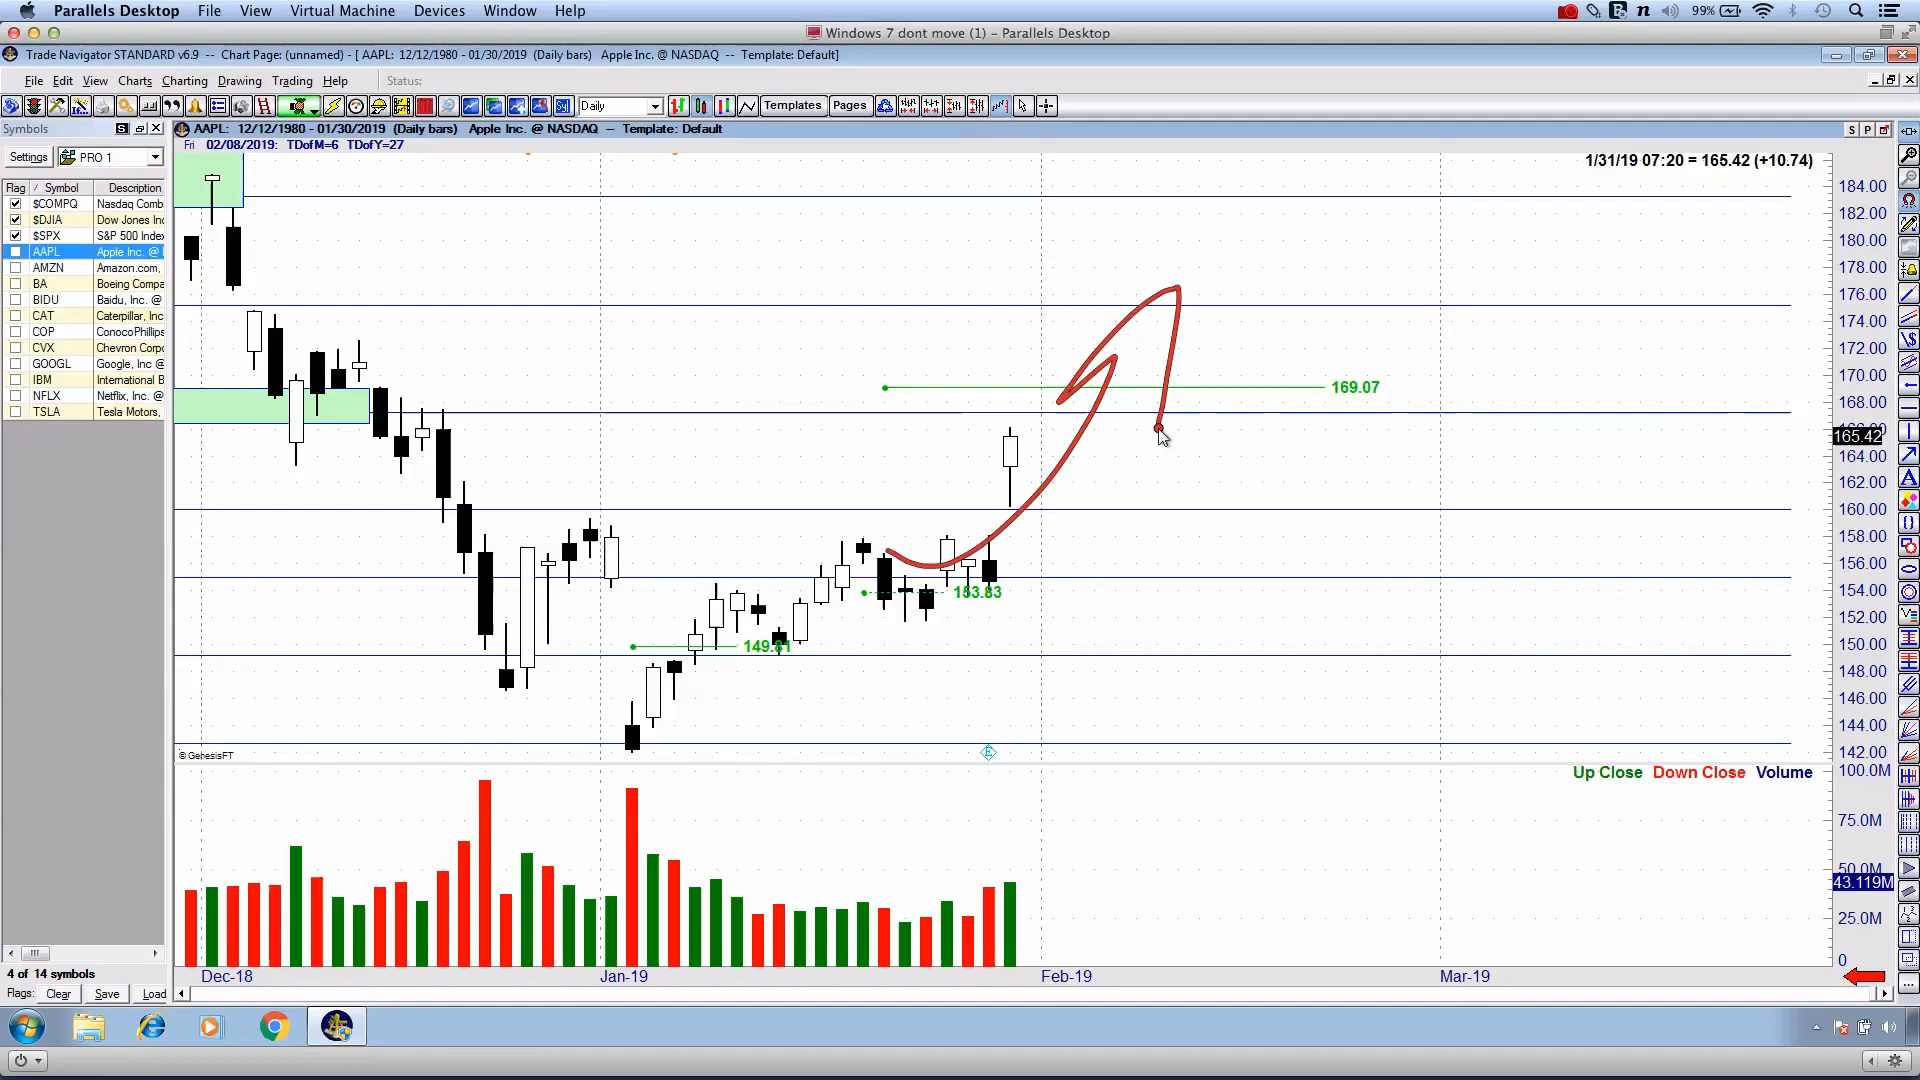 Parallels Desktop File View Virtual Machine Devices Window Help 99%
Windows 7 dont move (1) – Parallels Desktop
Trade Navigator STANDARD v6.9 -- Chart Page: (unnamed) - [ AAPL: 12/12/1980 - 01/30/2019 (Daily bars) Apple Inc. @ NASDAQ -- Template: Default]
File Edit View Charts Charting Drawing Trading Help Status:
Daily Templates Pages
Symbols S
AAPL: 12/12/1980 - 01/30/2019 (Daily bars) Apple Inc. @ NASDAQ -- Template: Default S P
Fri 02/08/2019: TDofM=6 TDofY=27
Settings PRO 1
1/31/19 07:20 = 165.42 (+10.74)
Flag / Symbol Description
$COMPQ Nasdaq Comb
$DJIA Dow Jones Ind
$SPX S&P 500 Index
AAPL Apple Inc. @
AMZN Amazon.com,
BA Boeing Compa
BIDU Baidu, Inc. @
CAT Caterpillar, Inc
COP ConocoPhillips
CVX Chevron Corpo
GOOGL Google, Inc @
IBM International B
NFLX Netflix, Inc. @
TSLA Tesla Motors,
184.00
182.00
180.00
178.00
176.00
174.00
172.00
170.00
168.00
165.42
164.00
162.00
160.00
158.00
156.00
154.00
152.00
150.00
148.00
146.00
144.00
142.00
169.07
153.83
149.81
E
© GenesisFT
Up Close Down Close Volume
100.0M
75.0M
50.0M
43.119M
25.0M
0
Dec-18 Jan-19 Feb-19 Mar-19
4 of 14 symbols
Flags: Clear Save Load